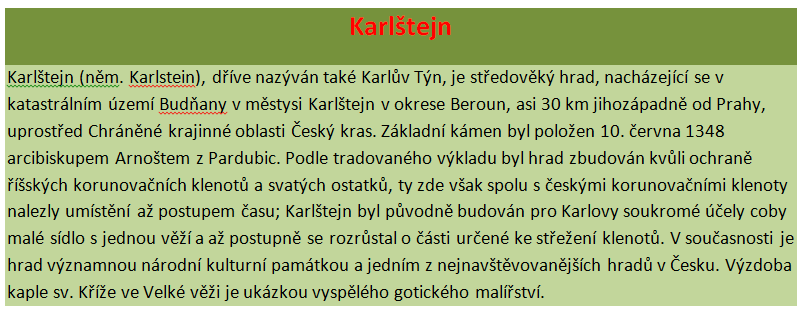 Karlštejn
Karlštejn (něm. Karlstein), dříve nazýván také Karlův Týn, je středověký hrad, nacházející se v
katastrálním území Budňany v městysi Karlštejn v okrese Beroun, asi 30 km jihozápadně od Prahy,
uprostřed Chráněné krajinné oblasti Český kras. Základní kámen byl položen 10. června 1348
arcibiskupem Arnoštem z Pardubic. Podle tradovaného výkladu byl hrad zbudován kvůli ochraně
říšských korunovačních klenotů a svatých ostatků, ty zde však spolu s českými korunovačními klenoty
nalezly umístění až postupem času; Karlštejn byl původně budován pro Karlovy soukromé účely coby
malé sídlo s jednou věží a až postupně se rozrůstal o části určené ke střežení klenotů. V současnosti je
hrad významnou národní kulturní památkou a jedním z nejnavštěvovanějších hradů v Česku. Výzdoba
kaple sv. Kříže ve Velké věži je ukázkou vyspělého gotického malířství.